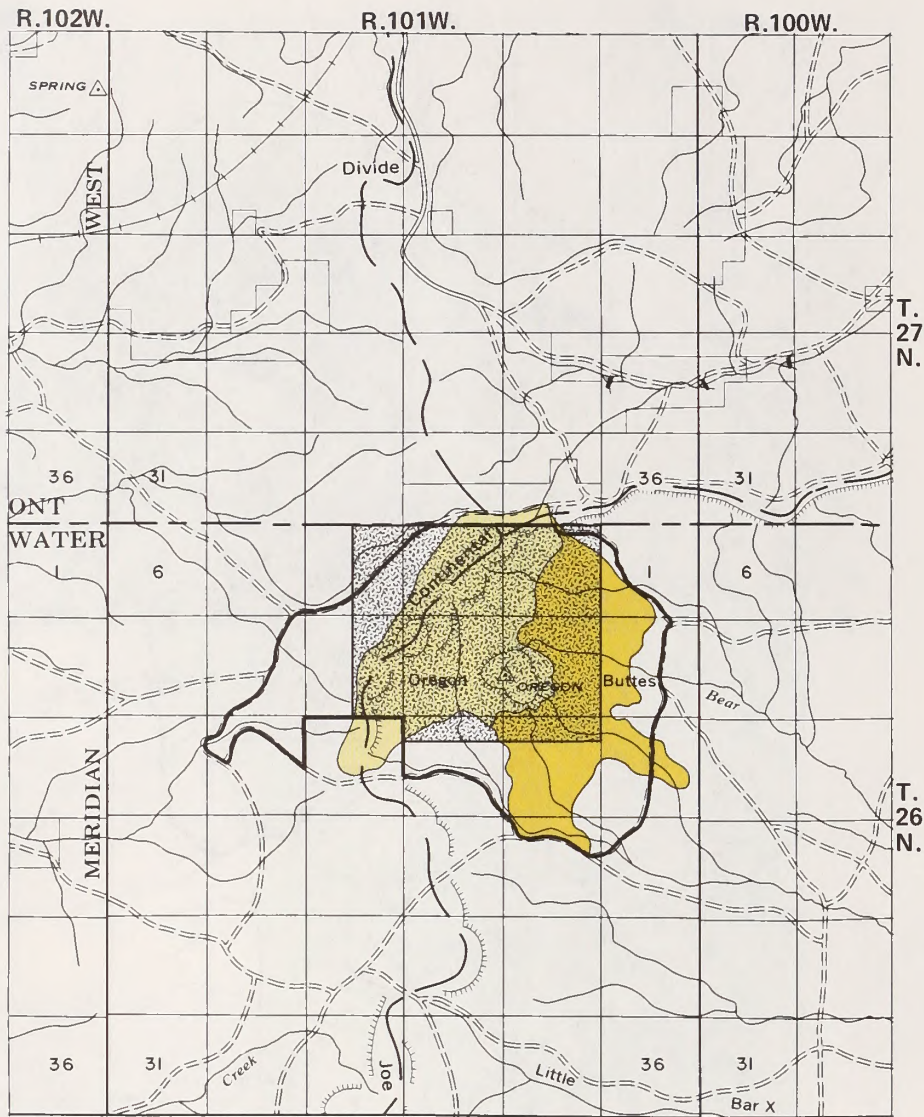 R.102W. R.101W. R.100W.
SPRING
WEST
Divide
T.
27
N.
36 31 36 31
ONT
WATER
1 6 1 6
Continental
Oregon OREGON Buttes
Bear
MERIDIAN
T.
26
N.
36 31 36 31
Creek
Joe
Little
Bar X